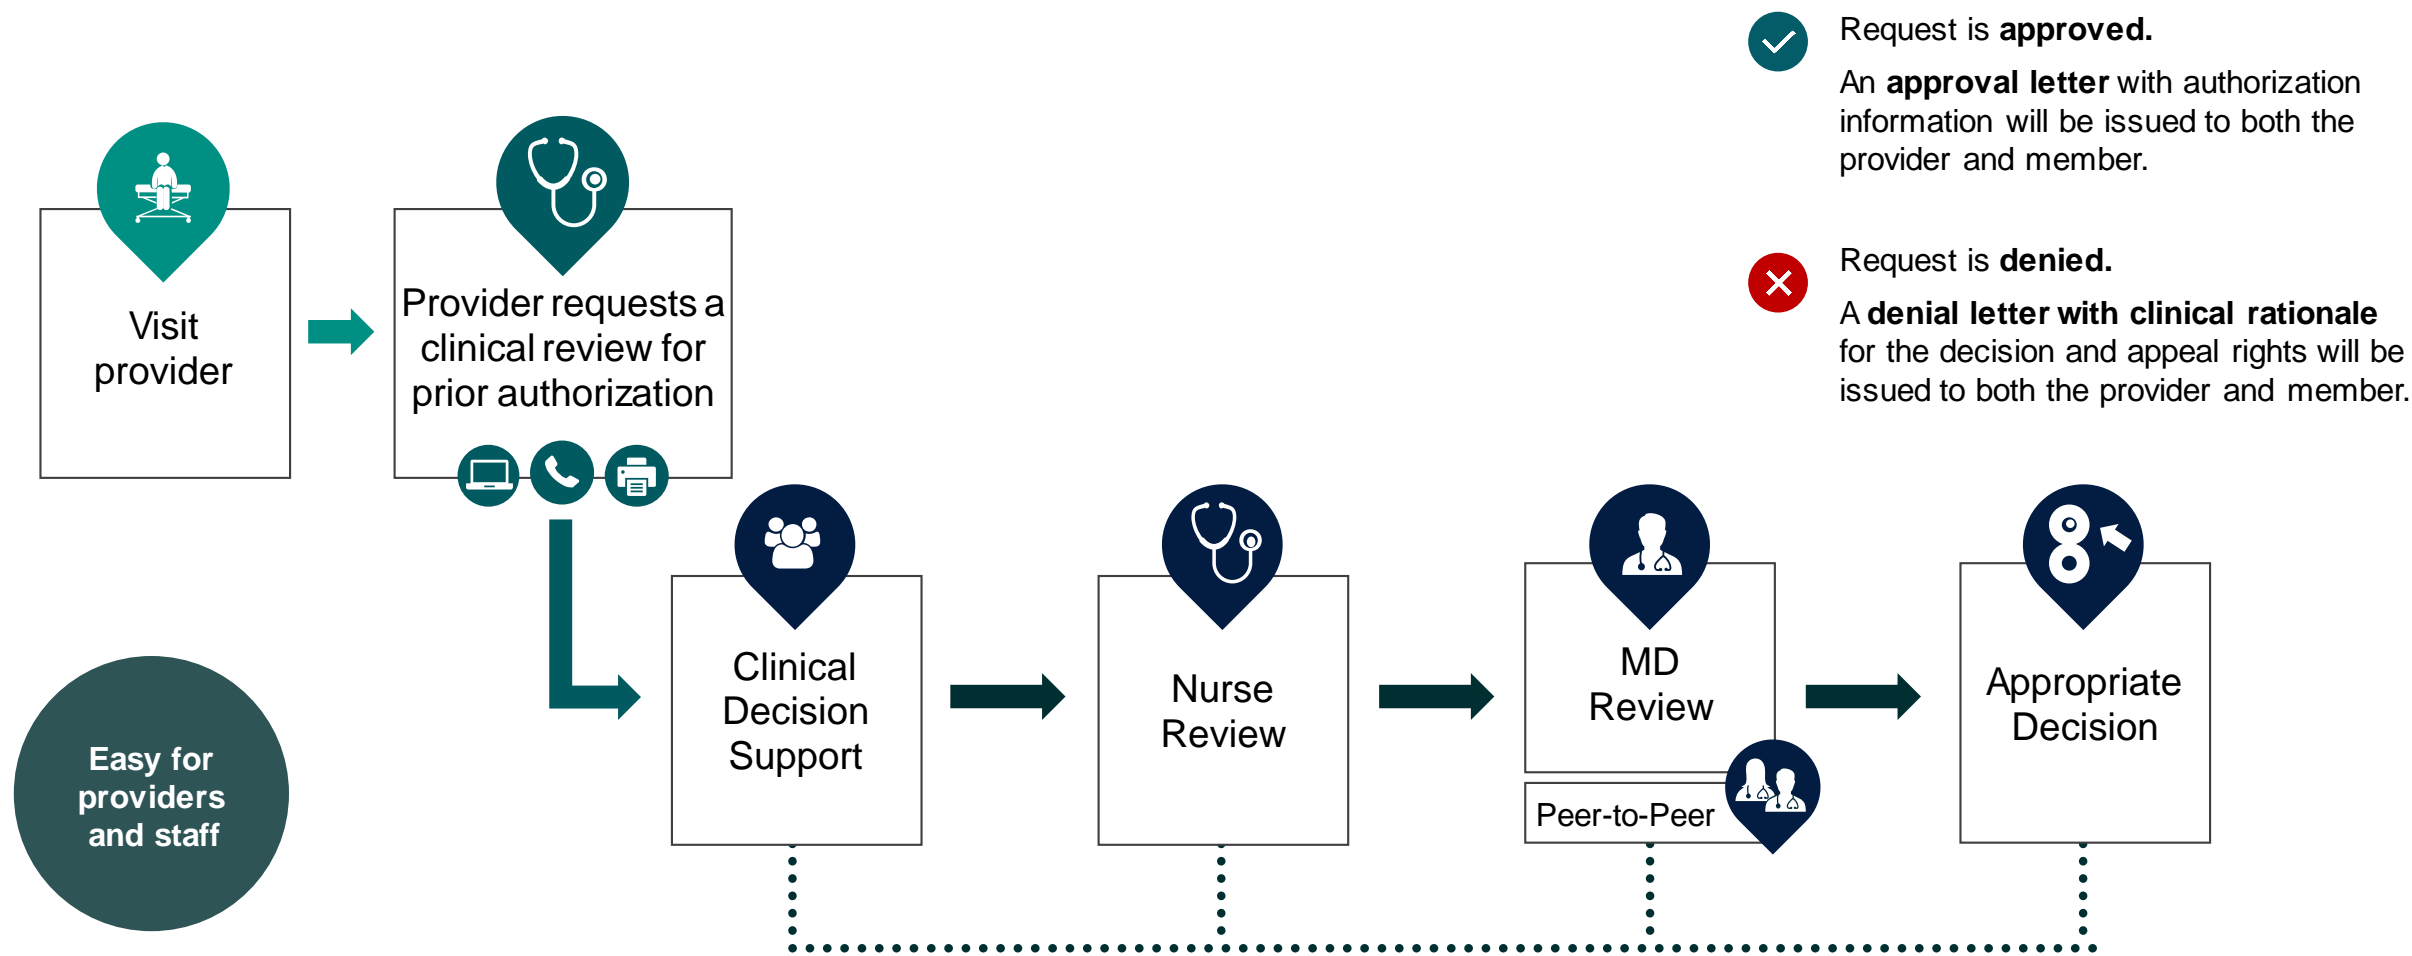 Request is approved.
An approval letter with authorization
information will be issued to both the
provider and member.
Request is denied.
A denial letter with clinical rationale
for the decision and appeal rights will be
issued to both the provider and member.
Visit
provider
Provider requests a
clinical review for
prior authorization
Clinical
Decision
Support
Nurse
Review
MD
Review
Peer-to-Peer
Appropriate
Decision
Easy for
providers
and staff